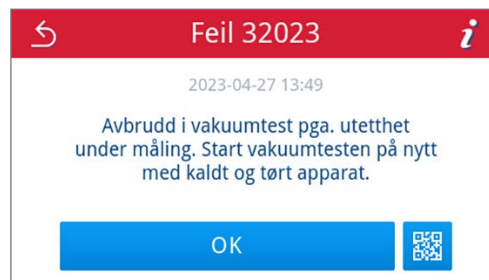 Feil 32023
i
2023-04-27 13:49
Avbrudd i vakuumtest pga. utetthet
under måling. Start vakuumtesten på nytt
med kaldt og tørt apparat.
OK